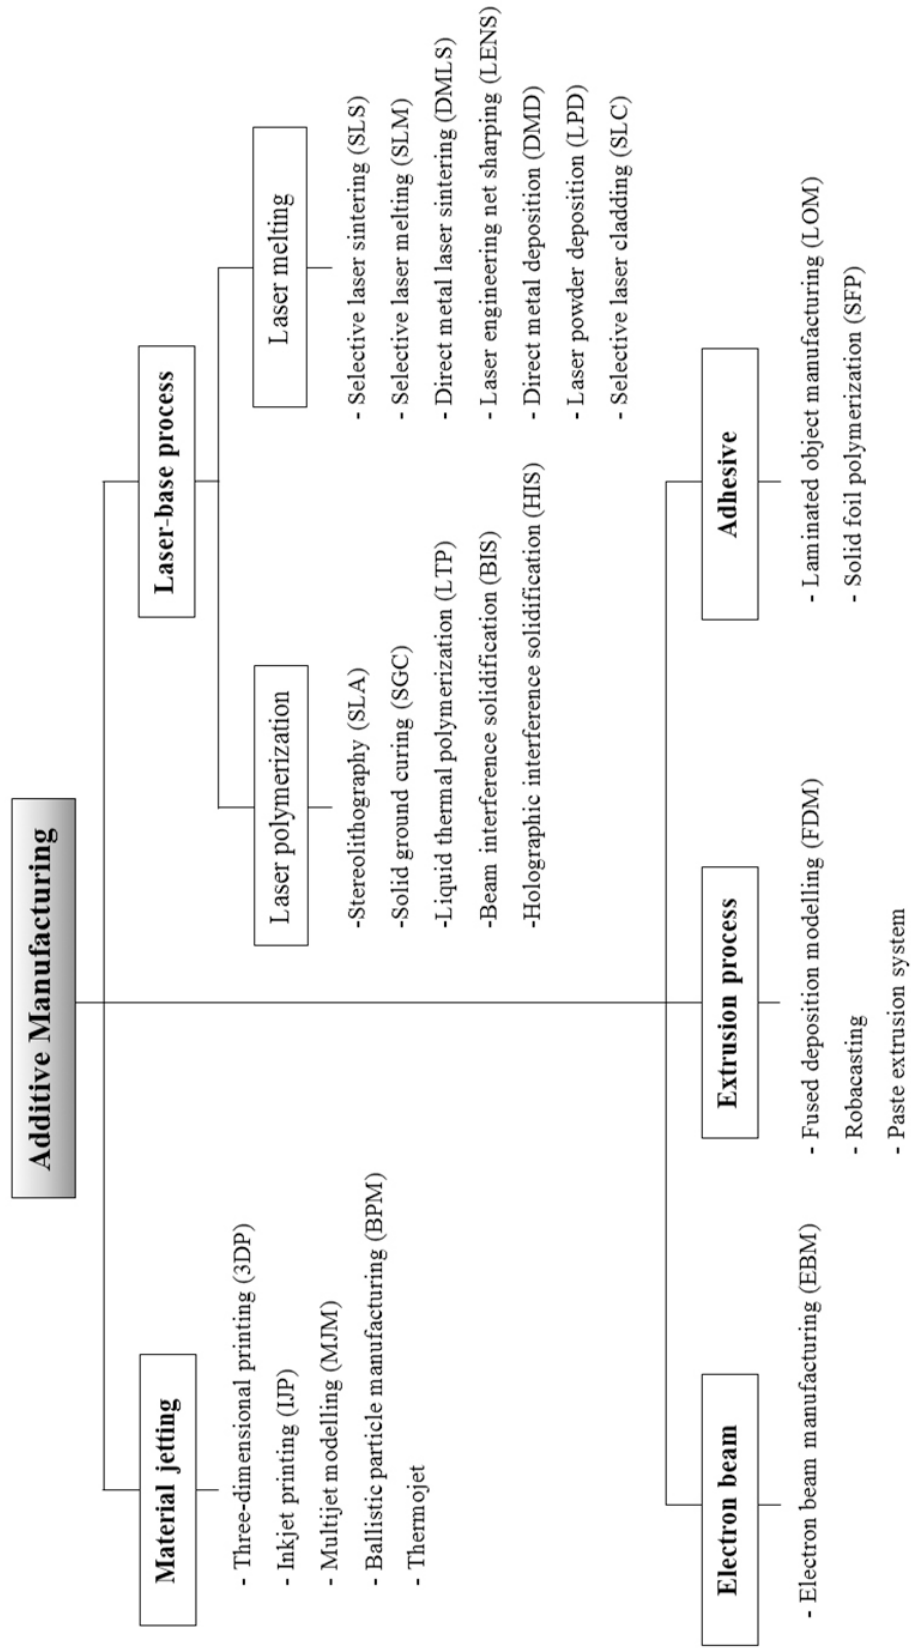 Additive Manufacturing
Material jetting
- Three-dimensional printing (3DP)
- Inkjet printing (IJP)
- Multijet modelling (MJM)
- Ballistic particle manufacturing (BPM)
- Thermojet
Laser-base process
Laser polymerization
-Stereolithography (SLA)
-Solid ground curing (SGC)
-Liquid thermal polymerization (LTP)
-Beam interference solidification (BIS)
-Holographic interference solidification (HIS)
Laser melting
- Selective laser sintering (SLS)
- Selective laser melting (SLM)
- Direct metal laser sintering (DMLS)
- Laser engineering net sharping (LENS)
- Direct metal deposition (DMD)
- Laser powder deposition (LPD)
- Selective laser cladding (SLC)
Electron beam
- Electron beam manufacturing (EBM)
Extrusion process
- Fused deposition modelling (FDM)
- Robacasting
- Paste extrusion system
Adhesive
- Laminated object manufacturing (LOM)
- Solid foil polymerization (SFP)